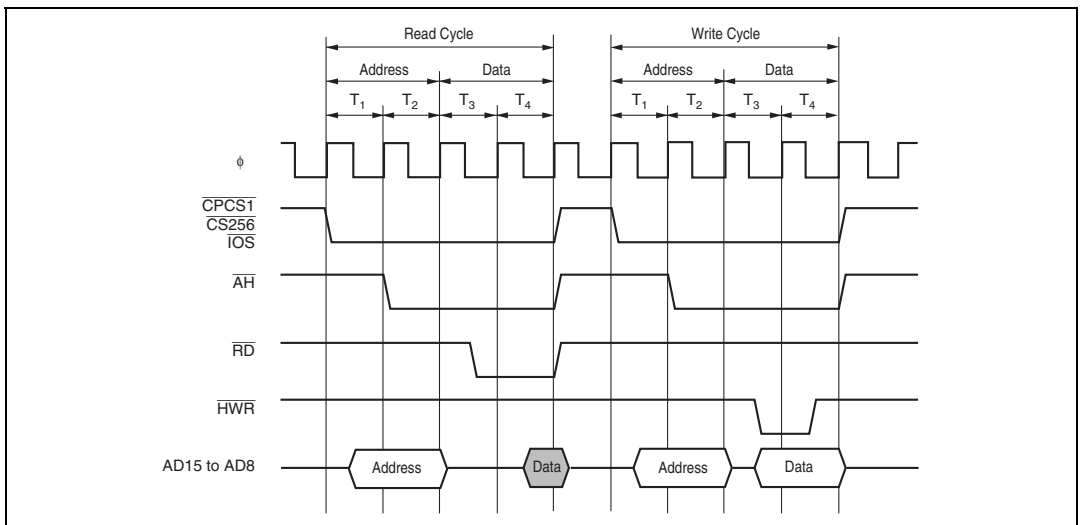 Read Cycle Write Cycle
Address Data Address Data
T1 T2 T3 T4 T1 T2 T3 T4
ϕ
CPCS1
CS256
IOS
AH
RD
HWR
AD15 to AD8 Address Data Address Data